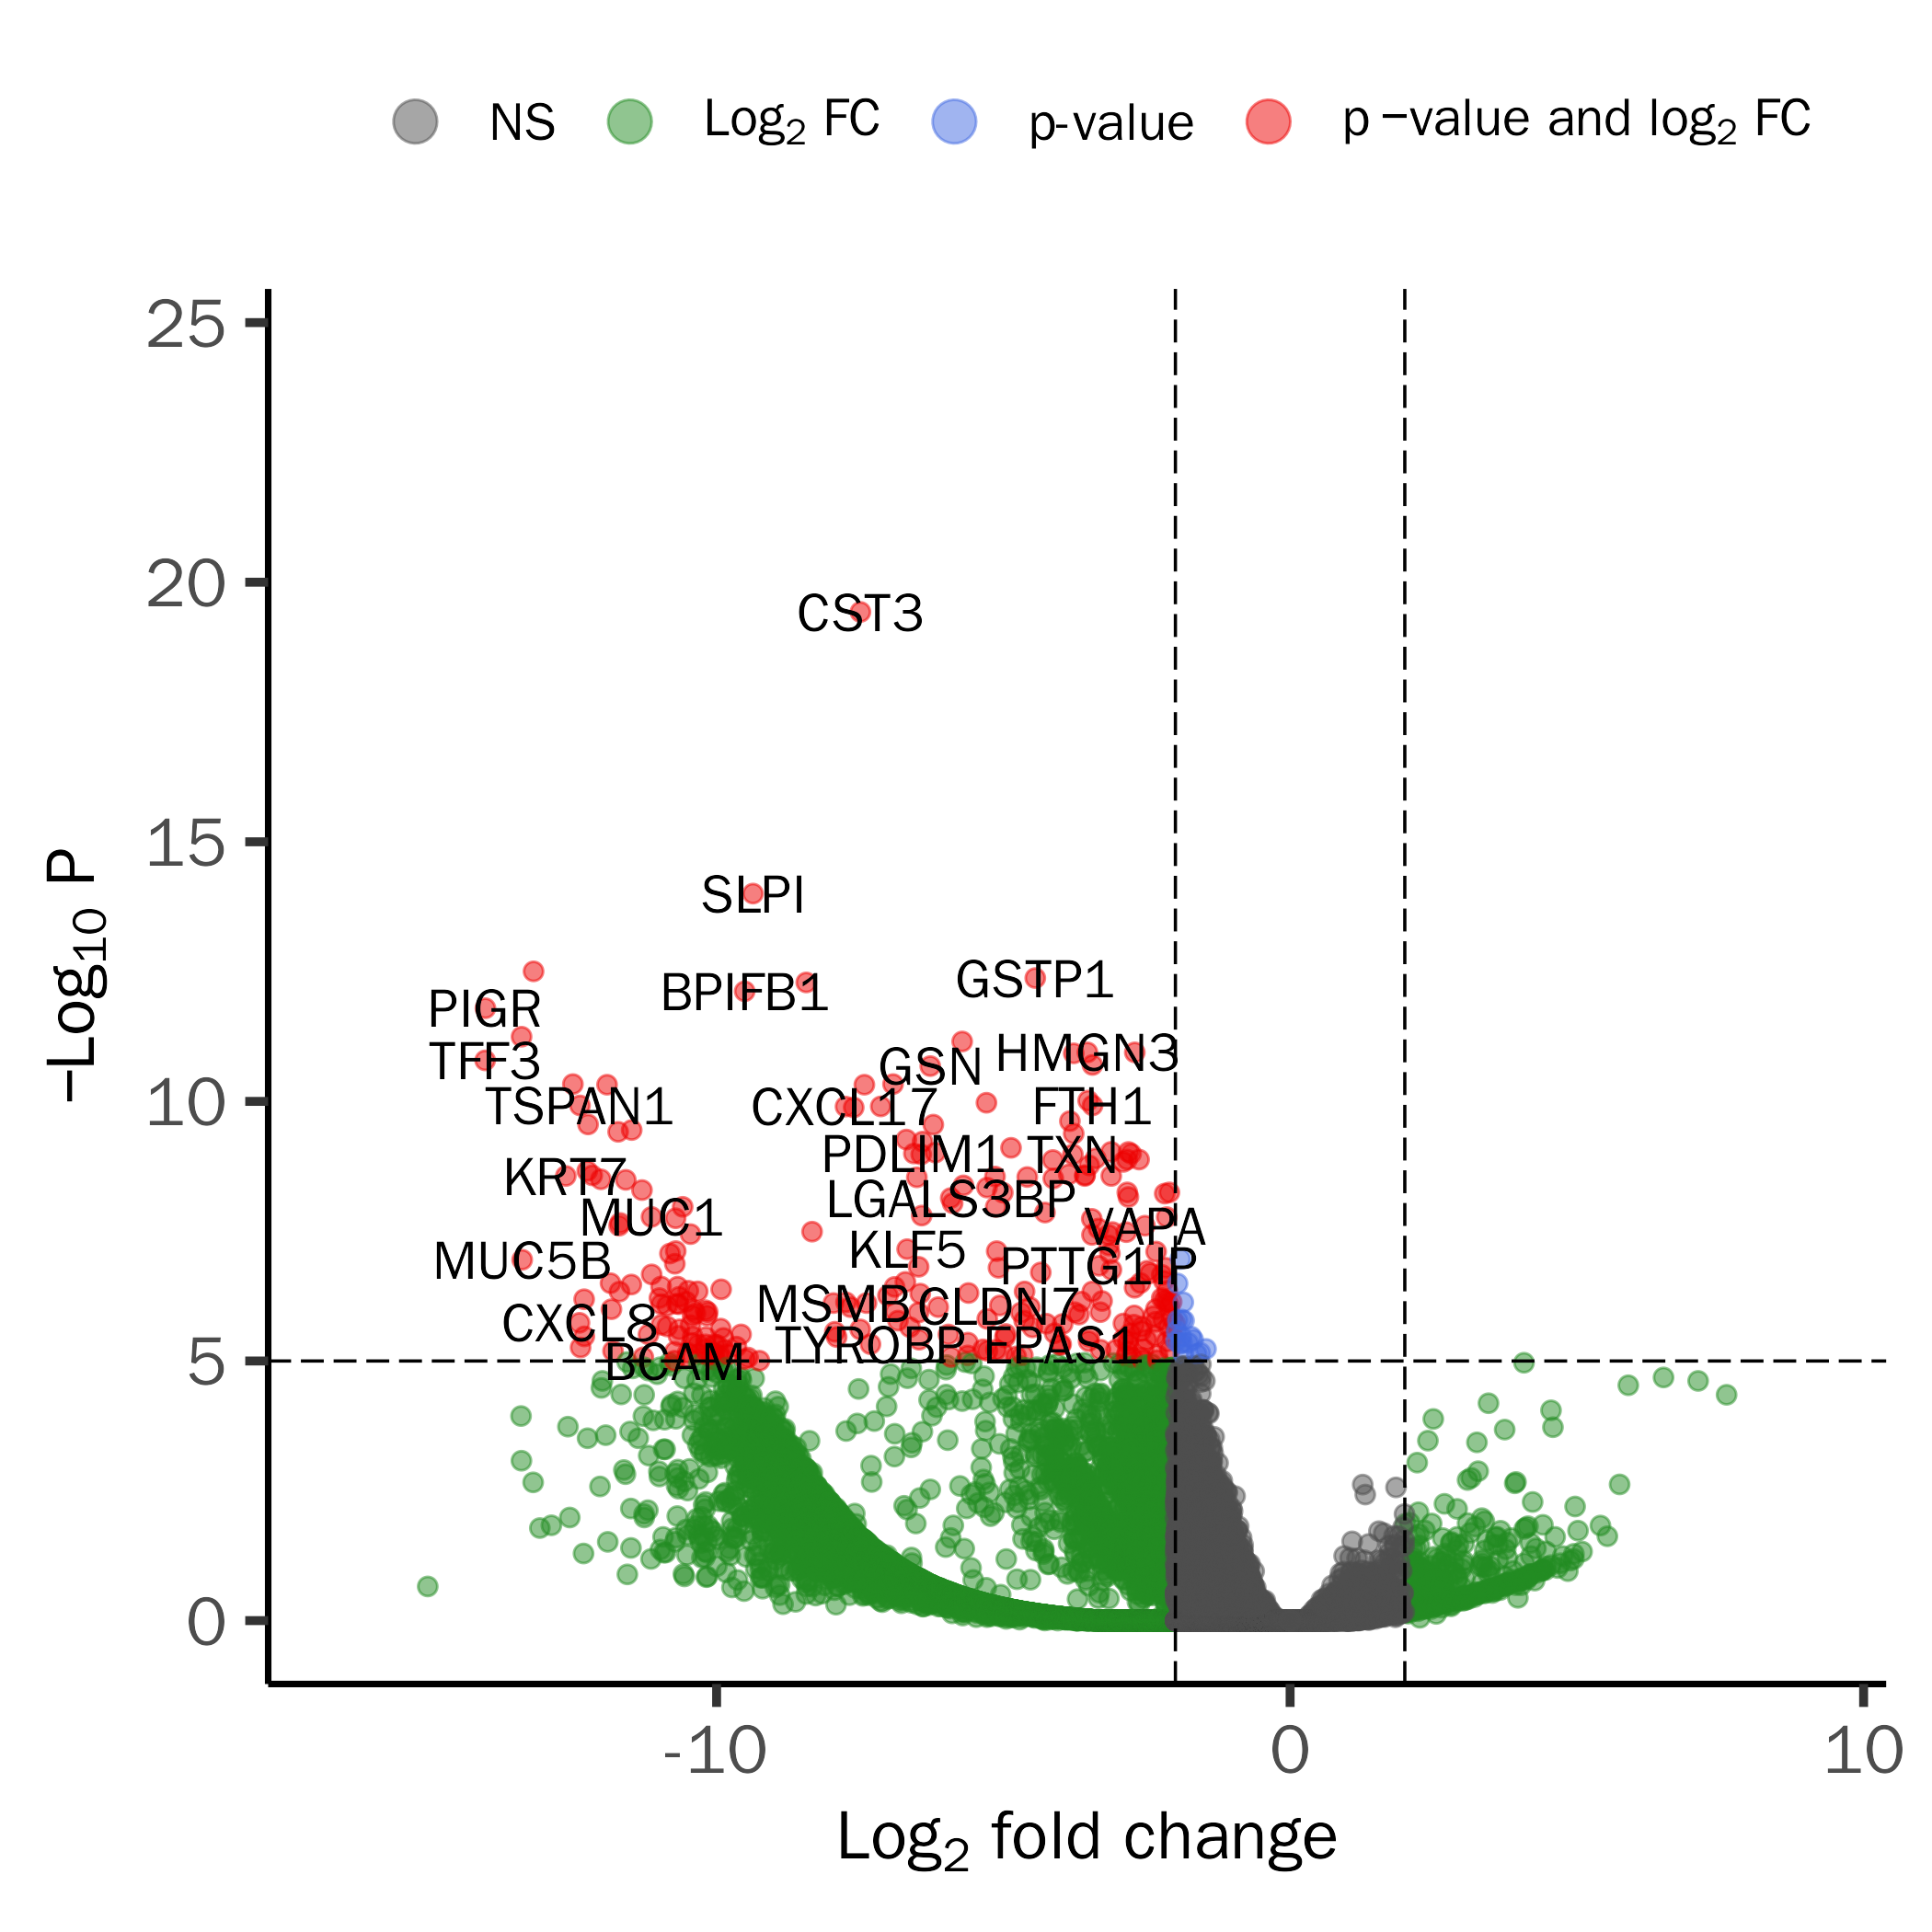 NS Log₂ FC p-value p −value and log₂ FC
25
20
15
10
5
0
−Log₁₀ P
CST3
SLPI
BPIFB1 GSTP1
PIGR
TFF3 GSN HMGN3
TSPAN1 CXCL17 FTH1
PDLIM1 TXN
KRT7 LGALS3BP
MUC1 VAPA
MUC5B KLF5 PTTG1IP
CXCL8 MSMB CLDN7
BCAM TYROBP EPAS1
-10 0 10
Log₂ fold change